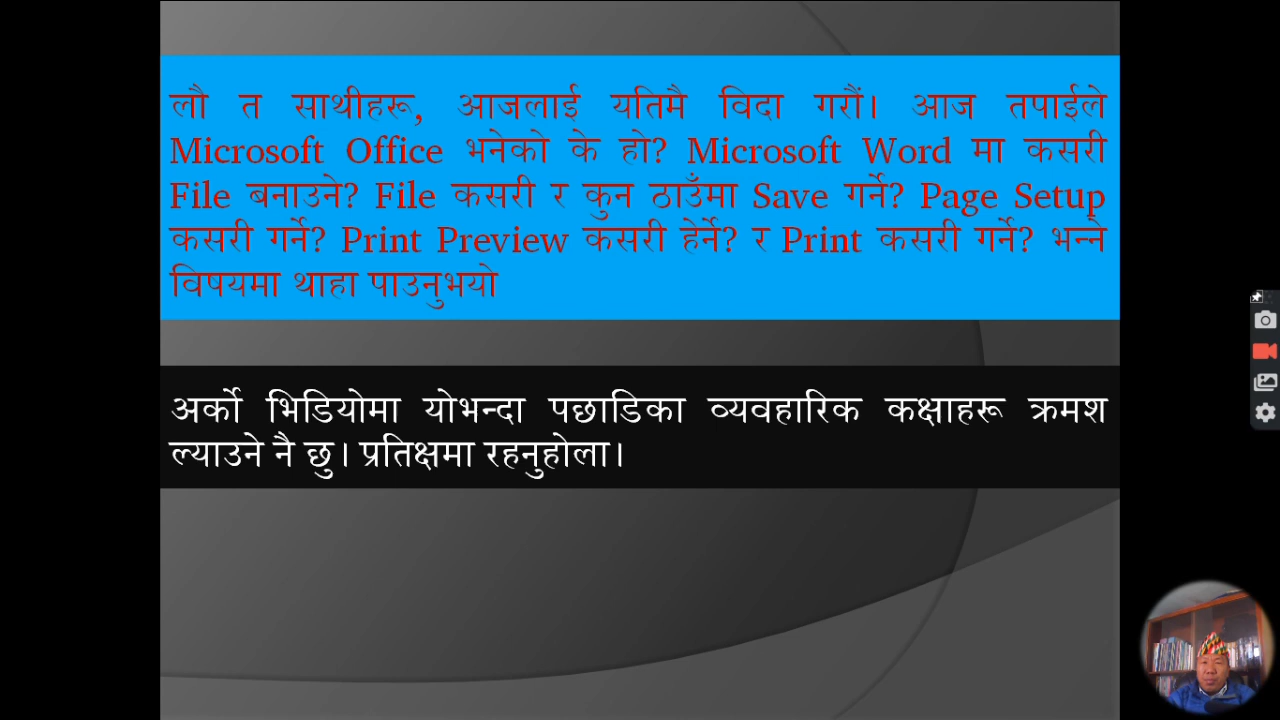 लौ त साथीहरू, आजलाई यतिमै विदा गरौं। आज तपाईले
Microsoft Office भनेको के हो? Microsoft Word मा कसरी
File बनाउने? File कसरी र कुन ठाउँमा Save गर्ने? Page Setup
कसरी गर्ने? Print Preview कसरी हेर्ने? र Print कसरी गर्ने? भन्ने
विषयमा थाहा पाउनुभयो
अर्को भिडियोमा योभन्दा पछाडिका व्यवहारिक कक्षाहरू क्रमश
ल्याउने नै छु। प्रतिक्षमा रहनुहोला।